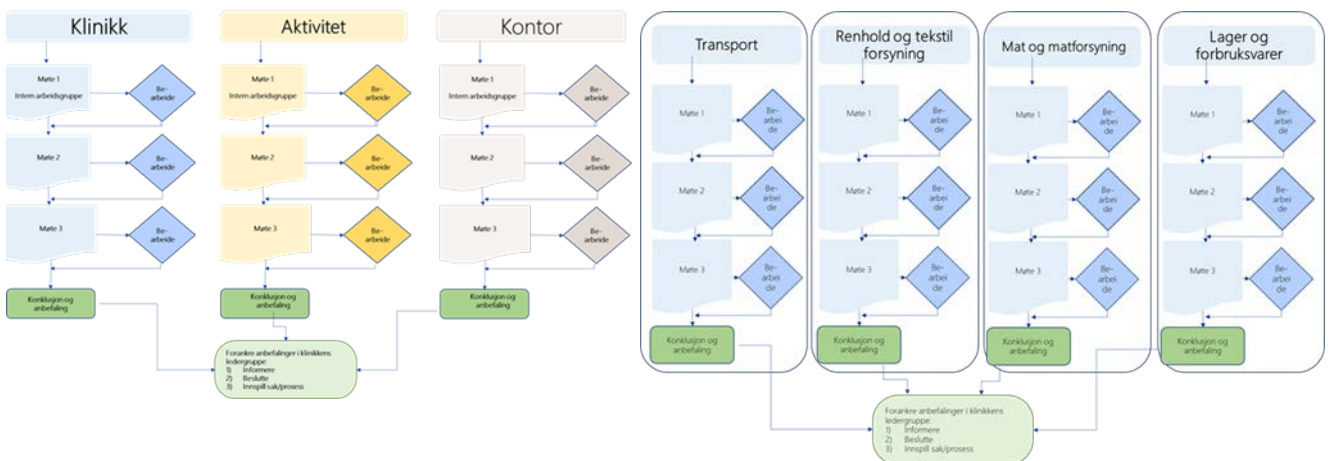 Klinikk
Møte 1
Intern arbeidsgruppe
Be-
arbeide
Møte 2
Be-
arbeide
Møte 3
Be-
arbeide
Konklusjon og
anbefaling
Aktivitet
Møte 1
Intern arbeidsgruppe
Be-
arbeide
Møte 2
Be-
arbeide
Møte 3
Be-
arbeide
Konklusjon og
anbefaling
Kontor
Møte 1
Intern arbeidsgruppe
Be-
arbeide
Møte 2
Be-
arbeide
Møte 3
Be-
arbeide
Konklusjon og
anbefaling
Forankre anbefalinger i klinikkens
ledergruppe:
1) Informere
2) Beslutte
3) Innspill sak/prosess
Transport
Møte 1
Be-
arbei
de
Møte 2
Be-
arbei
de
Møte 3
Be-
arbei
de
Konklusjon og
anbefaling
Renhold og tekstil
forsyning
Møte 1
Be-
arbei
de
Møte 2
Be-
arbei
de
Møte 3
Be-
arbei
de
Konklusjon og
anbefaling
Mat og matforsyning
Møte 1
Be-
arbei
de
Møte 2
Be-
arbei
de
Møte 3
Be-
arbei
de
Konklusjon og
anbefaling
Lager og
forbruksvarer
Møte 1
Be-
arbei
de
Møte 2
Be-
arbei
de
Møte 3
Be-
arbei
de
Konklusjon og
anbefaling
Forankre anbefalinger i klinikkens
ledergruppe:
1) Informere
2) Beslutte
3) Innspill sak/prosess